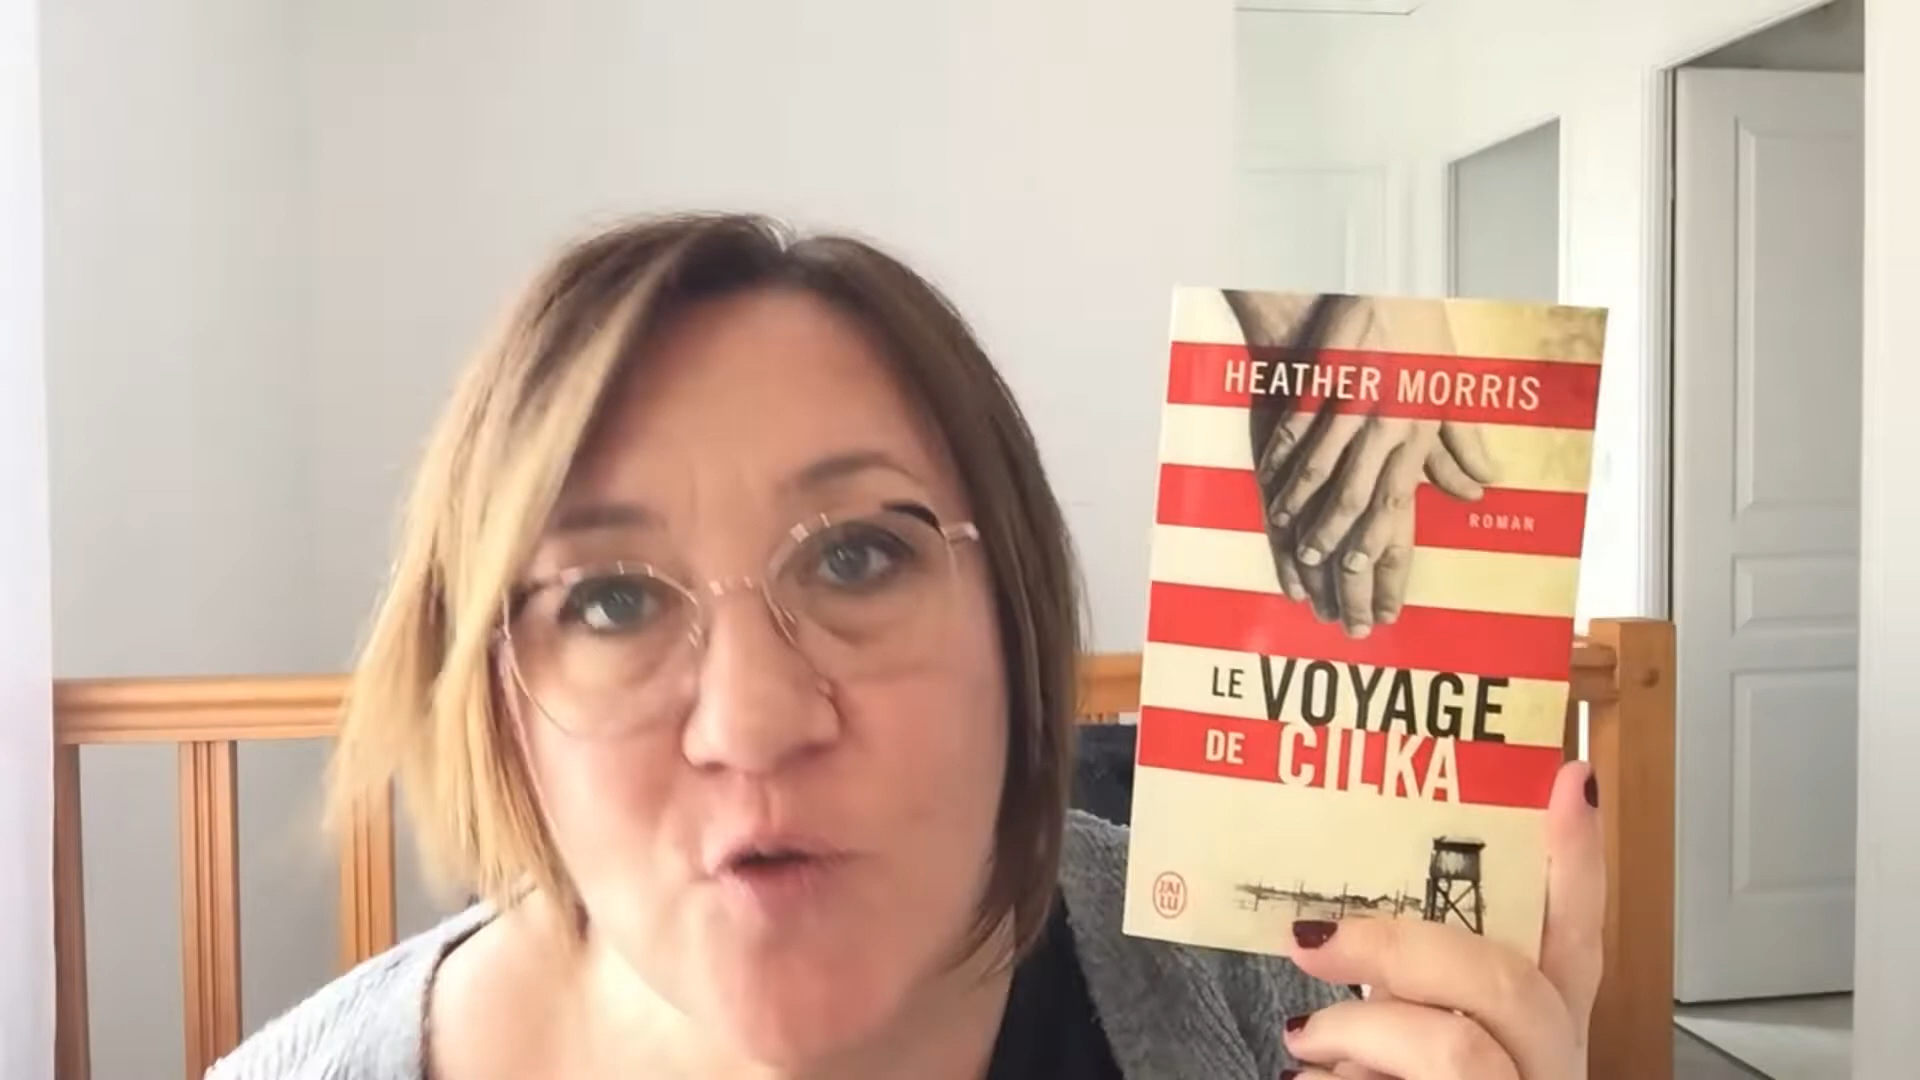 HEATHER MORRIS
ROMAN
LE VOYAGE
DE CILKA
J'AI
LU